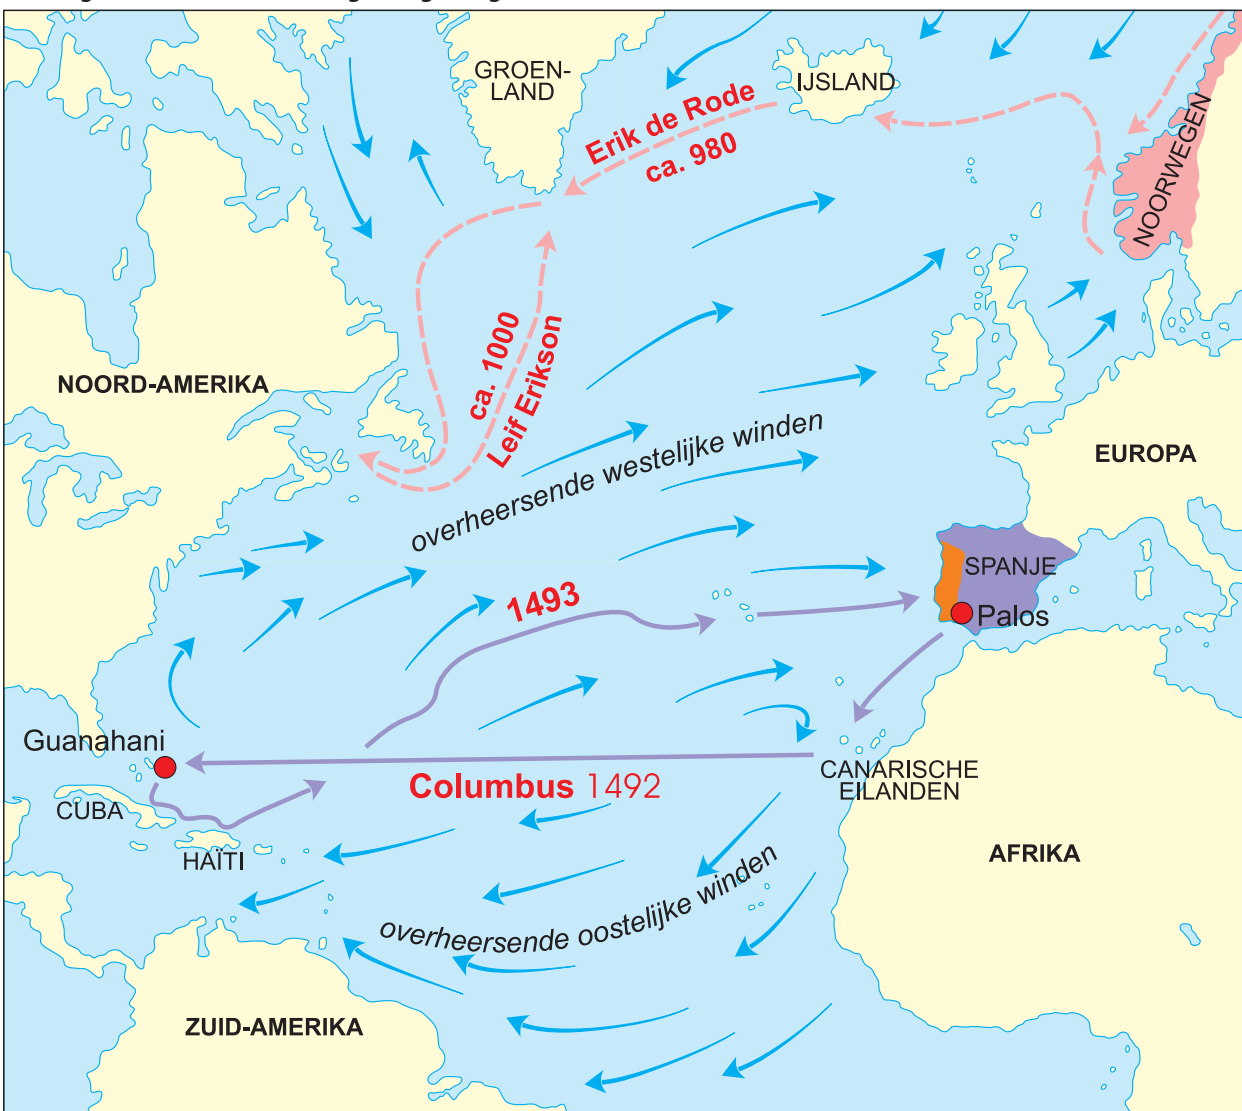 GROEN-
LAND
IJSLAND
Erik de Rode
ca. 980
NOORWEGEN
ca. 1000
Leif Erikson
NOORD-AMERIKA
overheersende westelijke winden
EUROPA
SPANJE
1493
Palos
Guanahani
Columbus 1492
CANARISCHE
EILANDEN
CUBA
HAÏTI
AFRIKA
overheersende oostelijke winden
ZUID-AMERIKA